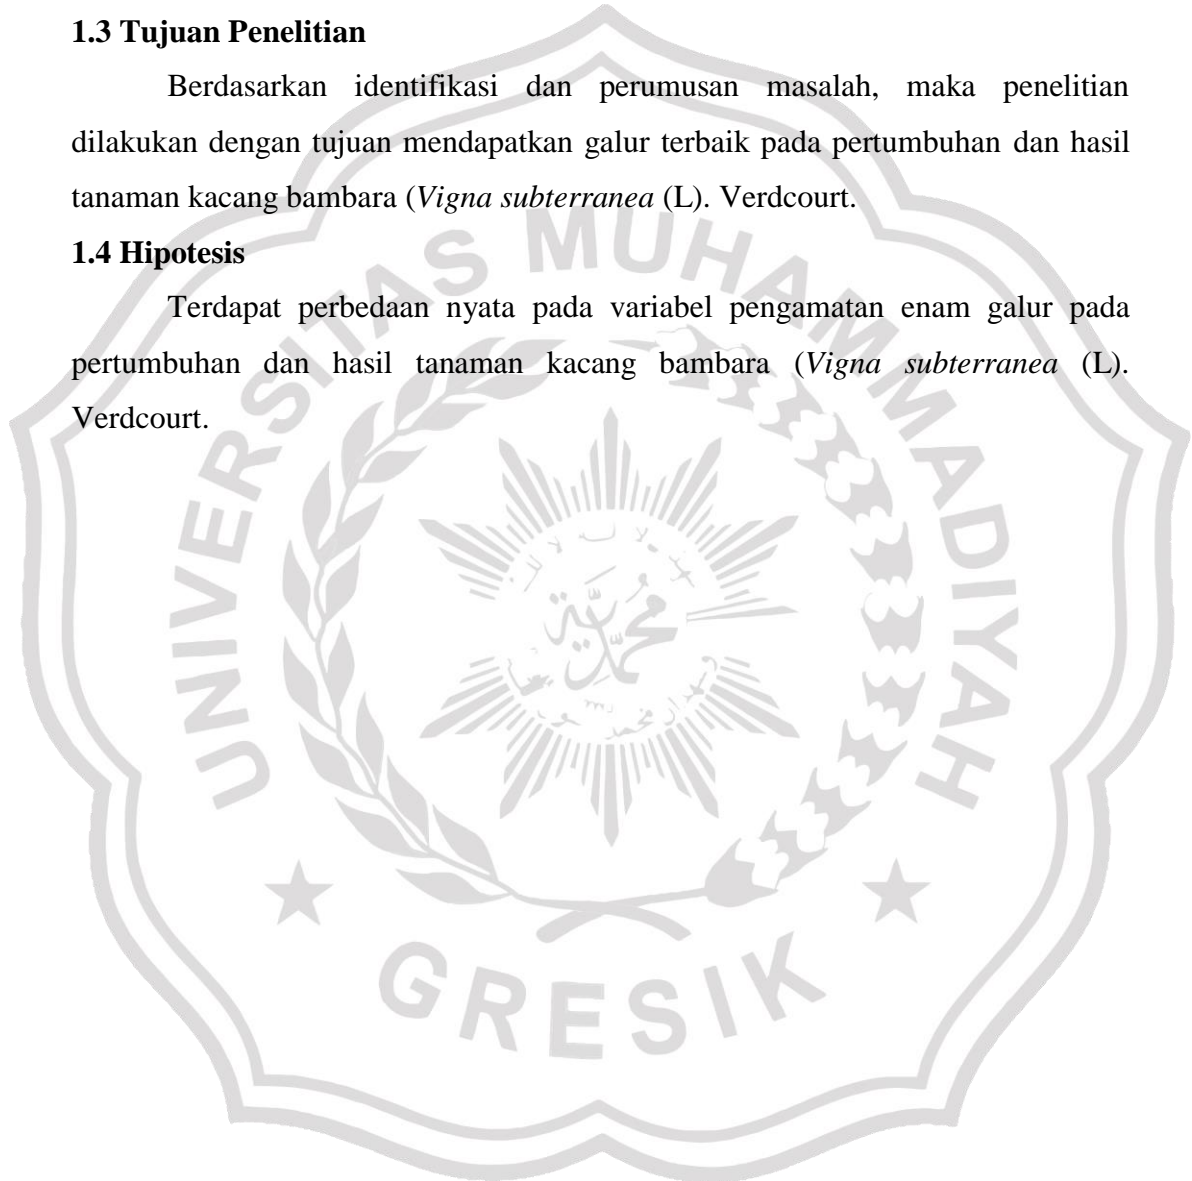 1.3 Tujuan Penelitian
Berdasarkan identifikasi dan perumusan masalah, maka penelitian
dilakukan dengan tujuan mendapatkan galur terbaik pada pertumbuhan dan hasil
tanaman kacang bambara (Vigna subterranea (L). Verdcourt.
1.4 Hipotesis
Terdapat perbedaan nyata pada variabel pengamatan enam galur pada
pertumbuhan dan hasil tanaman kacang bambara (Vigna subterranea (L).
Verdcourt.
UNIVERSITAS MUHAMMADIYAH
GRESIK